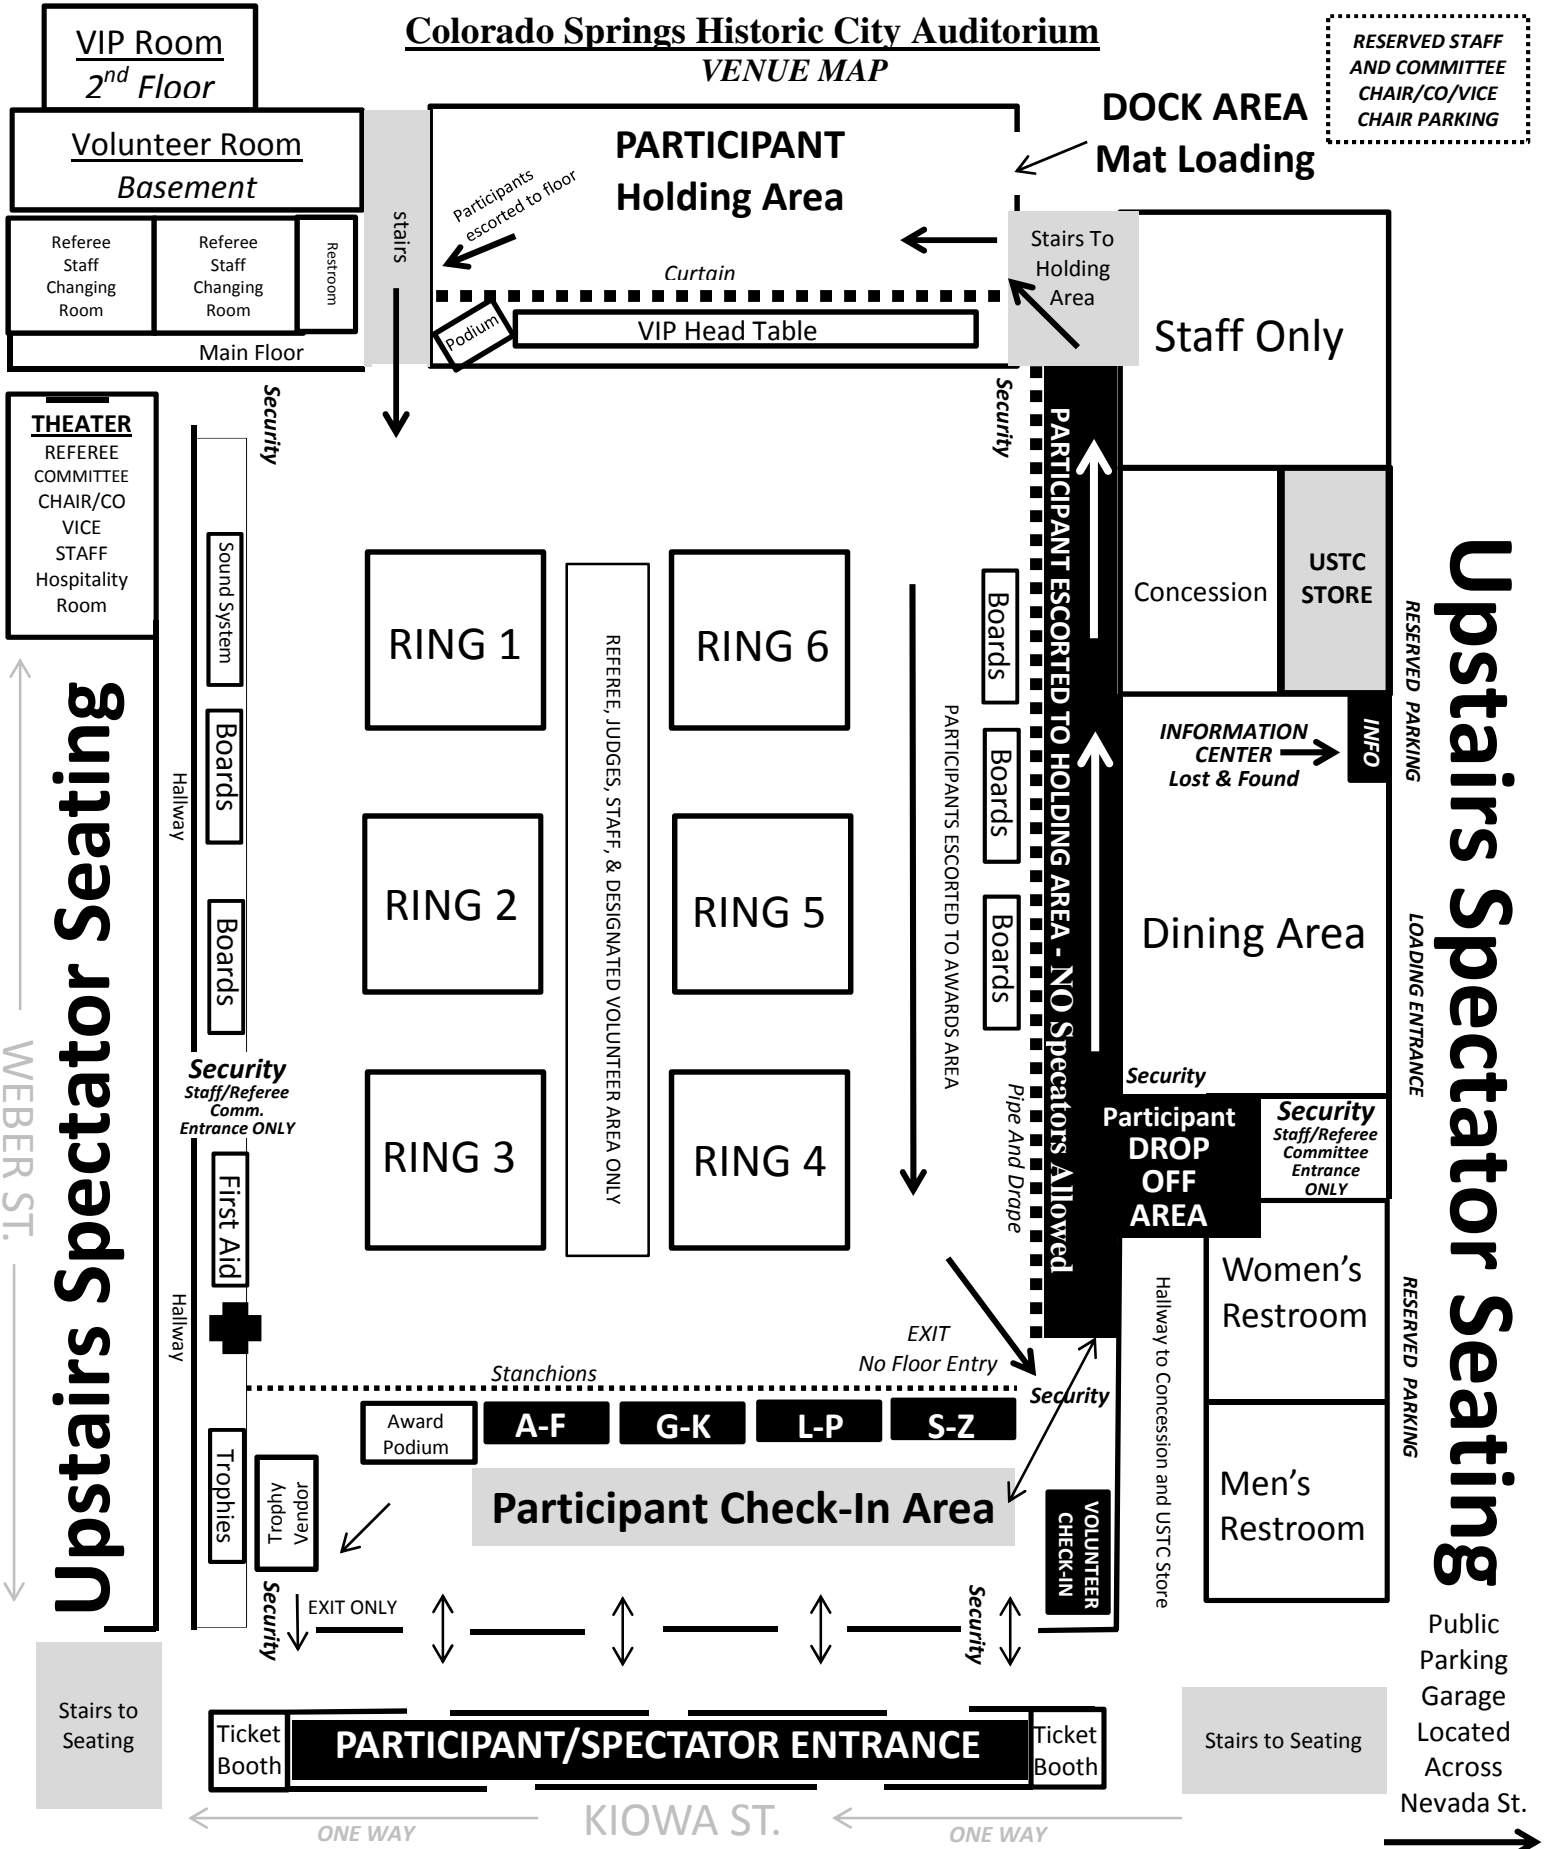 Colorado Springs Historic City Auditorium
VENUE MAP
VIP Room
2nd Floor
Volunteer Room
Basement
RESERVED STAFF
AND COMMITTEE
CHAIR/CO/VICE
CHAIR PARKING
DOCK AREA
Mat Loading
PARTICIPANT
Holding Area
Participants
escorted to floor
stairs
Referee
Staff
Changing
Room
Referee
Staff
Changing
Room
Restroom
Main Floor
Curtain
Podium
VIP Head Table
Stairs To
Holding
Area
Staff Only
THEATER
REFEREE
COMMITTEE
CHAIR/CO
VICE
STAFF
Hospitality
Room
Security
Security
Sound System
Boards
Boards
Hallway
Security
Staff/Referee
Comm.
Entrance ONLY
First Aid
Hallway
Trophies
Trophy
Vendor
Upstairs Spectator Seating
WEBER ST.
RING 1
RING 6
RING 2
RING 5
RING 3
RING 4
REFEREE, JUDGES, STAFF, & DESIGNATED VOLUNTEER AREA ONLY
PARTICIPANTS ESCORTED TO AWARDS AREA
Boards
Boards
Boards
Pipe And Drape
PARTICIPANT ESCORTED TO HOLDING AREA - NO Specators Allowed
Concession
USTC
STORE
INFORMATION
CENTER
Lost & Found
INFO
Dining Area
Security
Participant
DROP
OFF
AREA
Security
Staff/Referee
Committee
Entrance
ONLY
Women's
Restroom
Men's
Restroom
Hallway to Concession and USTC Store
RESERVED PARKING
LOADING ENTRANCE
RESERVED PARKING
Upstairs Spectator Seating
EXIT
No Floor Entry
Security
Stanchions
Award
Podium
A-F
G-K
L-P
S-Z
Participant Check-In Area
VOLUNTEER
CHECK-IN
Security
EXIT ONLY
Security
Stairs to
Seating
Ticket
Booth
PARTICIPANT/SPECTATOR ENTRANCE
Ticket
Booth
Stairs to Seating
Public
Parking
Garage
Located
Across
Nevada St.
ONE WAY
KIOWA ST.
ONE WAY